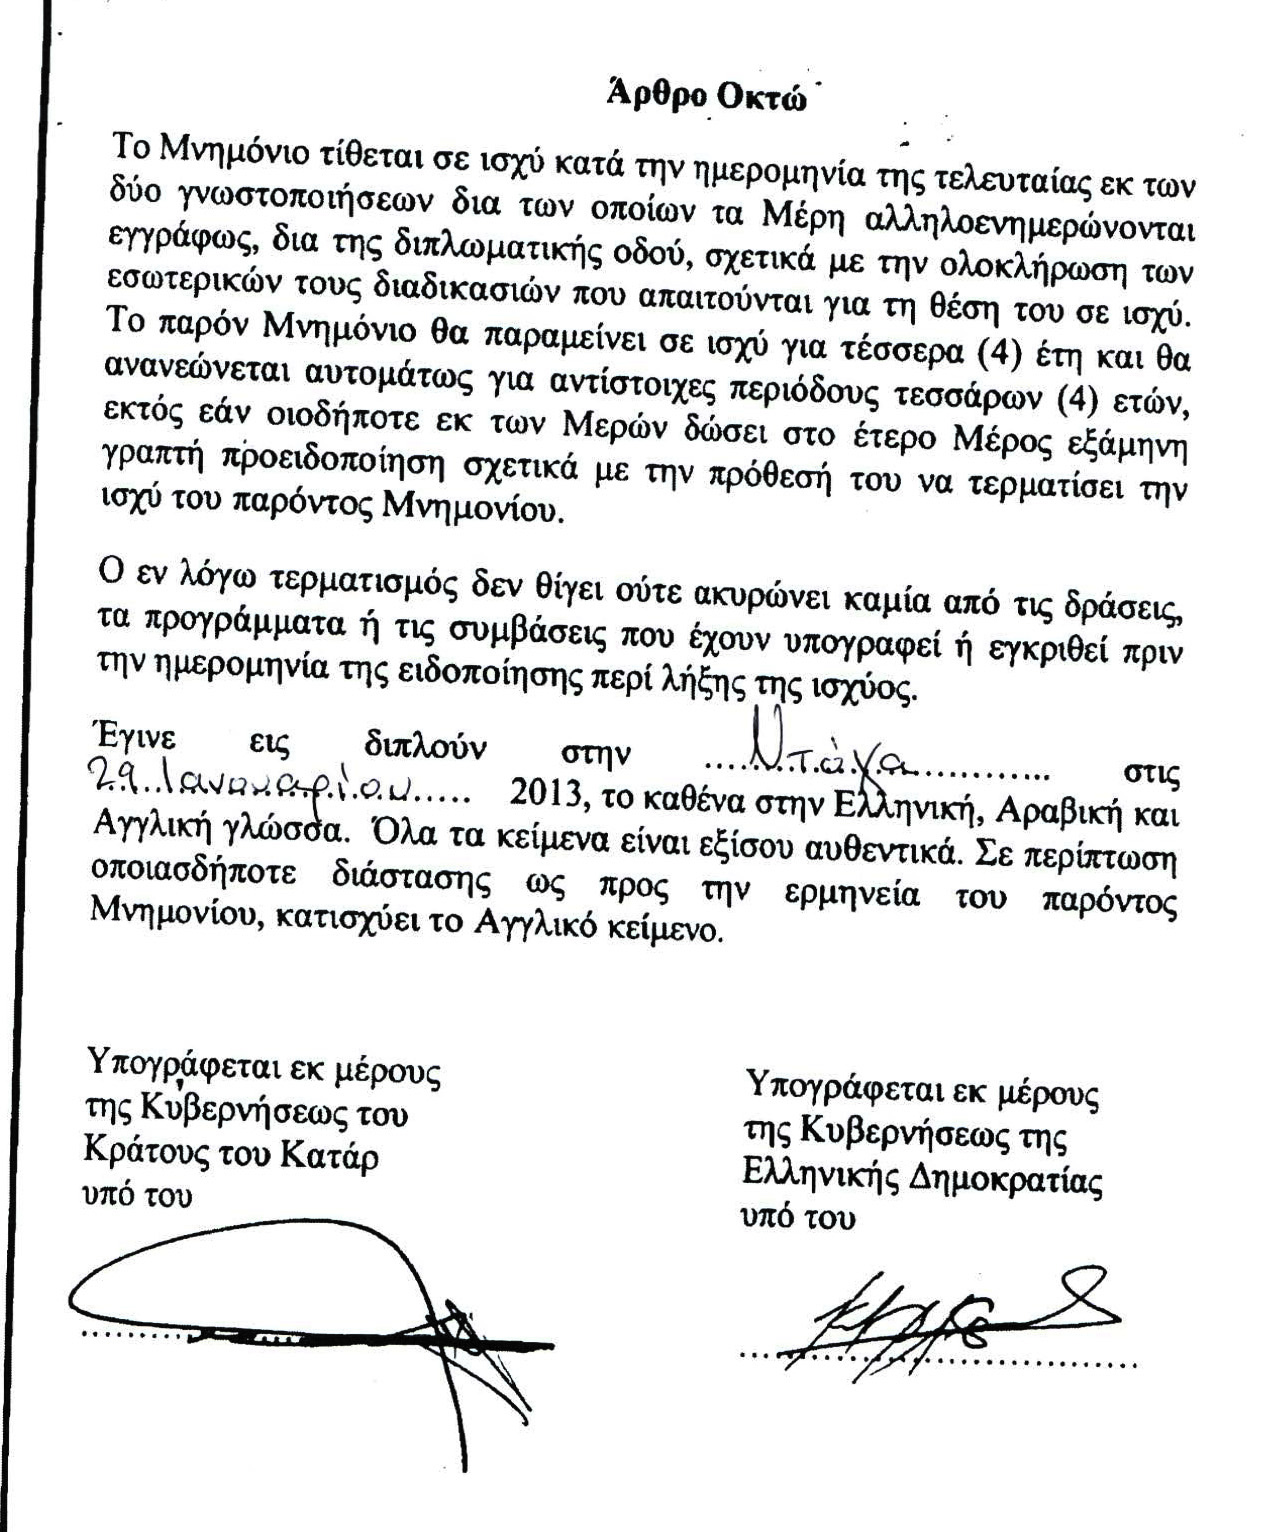 Άρθρο Οκτώ
Το Μνημόνιο τίθεται σε ισχύ κατά την ημερομηνία της τελευταίας εκ των
δύο γνωστοποιήσεων δια των οποίων τα Μέρη αλληλοενημερώνονται
εγγράφως, δια της διπλωματικής οδού, σχετικά με την ολοκλήρωση των
εσωτερικών τους διαδικασιών που απαιτούνται για τη θέση του σε ισχύ.
Το παρόν Μνημόνιο θα παραμείνει σε ισχύ για τέσσερα (4) έτη και θα
ανανεώνεται αυτομάτως για αντίστοιχες περιόδους τεσσάρων (4) ετών,
εκτός εάν οιοδήποτε εκ των Μερών δώσει στο έτερο Μέρος εξάμηνη
γραπτή προειδοποίηση σχετικά με την πρόθεσή του να τερματίσει την
ισχύ του παρόντος Μνημονίου.
Ο εν λόγω τερματισμός δεν θίγει ούτε ακυρώνει καμία από τις δράσεις,
τα προγράμματα ή τις συμβάσεις που έχουν υπογραφεί ή εγκριθεί πριν
την ημερομηνία της ειδοποίησης περί λήξης της ισχύος.
Έγινε εις διπλούν στην Ντόχα στις
29 Ιανουαρίου 2013, το καθένα στην Ελληνική, Αραβική και
Αγγλική γλώσσα. Όλα τα κείμενα είναι εξίσου αυθεντικά. Σε περίπτωση
οποιασδήποτε διάστασης ως προς την ερμηνεία του παρόντος
Μνημονίου, κατισχύει το Αγγλικό κείμενο.
Υπογράφεται εκ μέρους
της Κυβερνήσεως του
Κράτους του Κατάρ
υπό του
Υπογράφεται εκ μέρους
της Κυβερνήσεως της
Ελληνικής Δημοκρατίας
υπό του